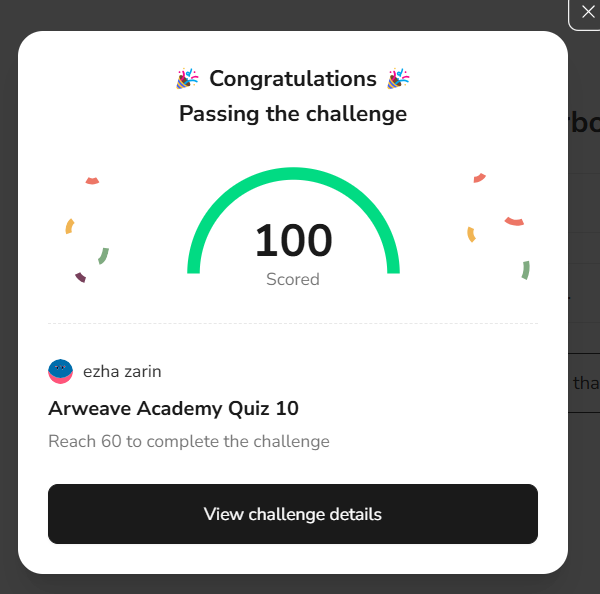 🎉 Congratulations 🎉
Passing the challenge
100
Scored
ezha zarin
Arweave Academy Quiz 10
Reach 60 to complete the challenge
View challenge details
tha